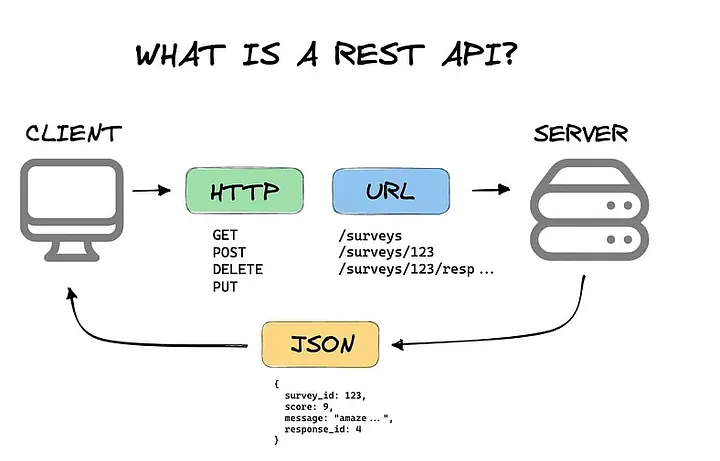 WHAT IS A REST API?
CLIENT
SERVER
HTTP
URL
GET
POST
DELETE
PUT
/surveys
/surveys/123
/surveys/123/resp ...
JSON
{
survey_id: 123,
score: 9,
message: "amaze ...",
response_id: 4
}